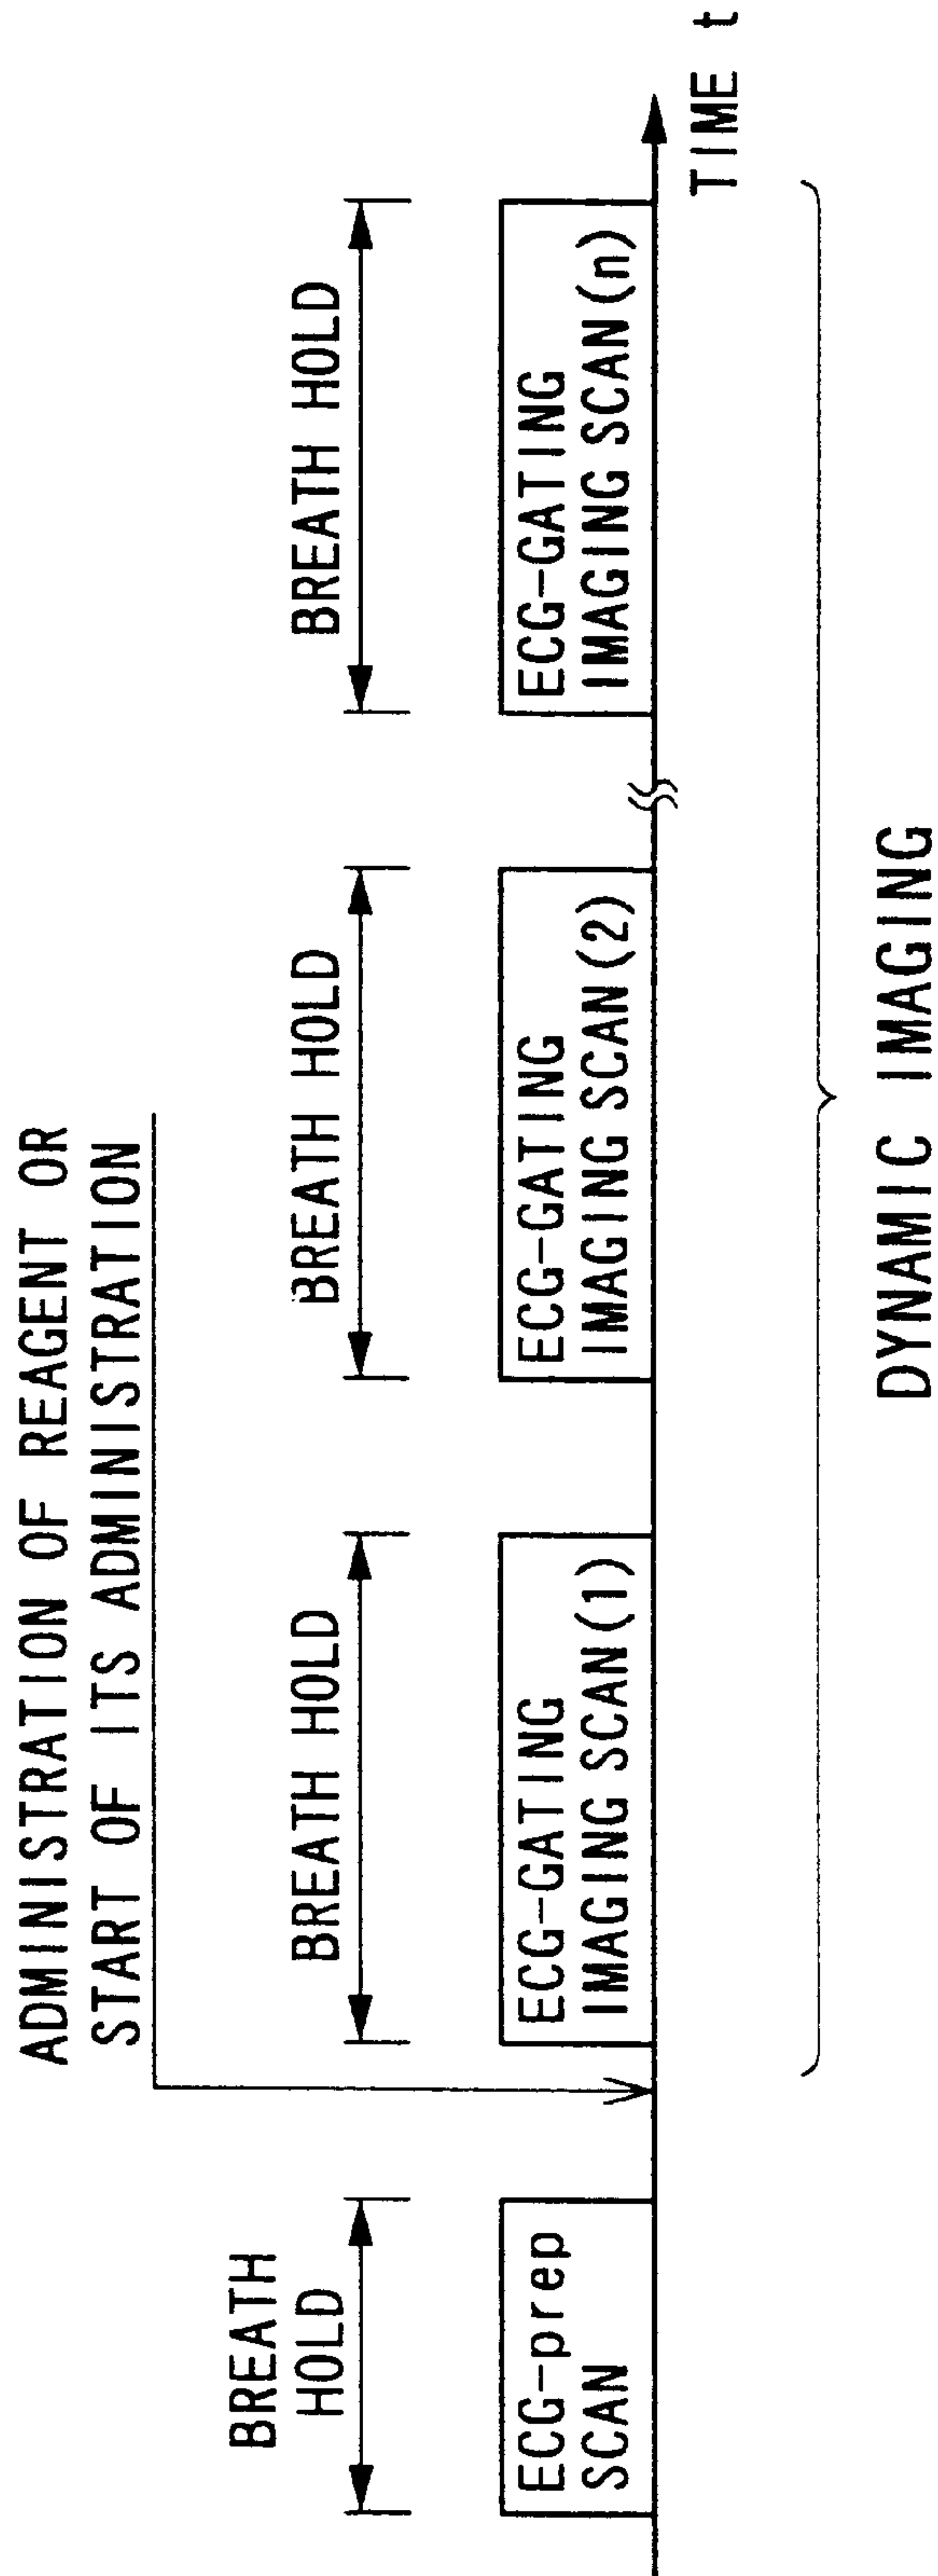 ADMINISTRATION OF REAGENT OR
START OF ITS ADMINISTRATION
BREATH
HOLD
BREATH HOLD
BREATH HOLD
BREATH HOLD
ECG-prep
SCAN
ECG-GATING
IMAGING SCAN(1)
ECG-GATING
IMAGING SCAN(2)
ECG-GATING
IMAGING SCAN(n)
TIME t
DYNAMIC IMAGING